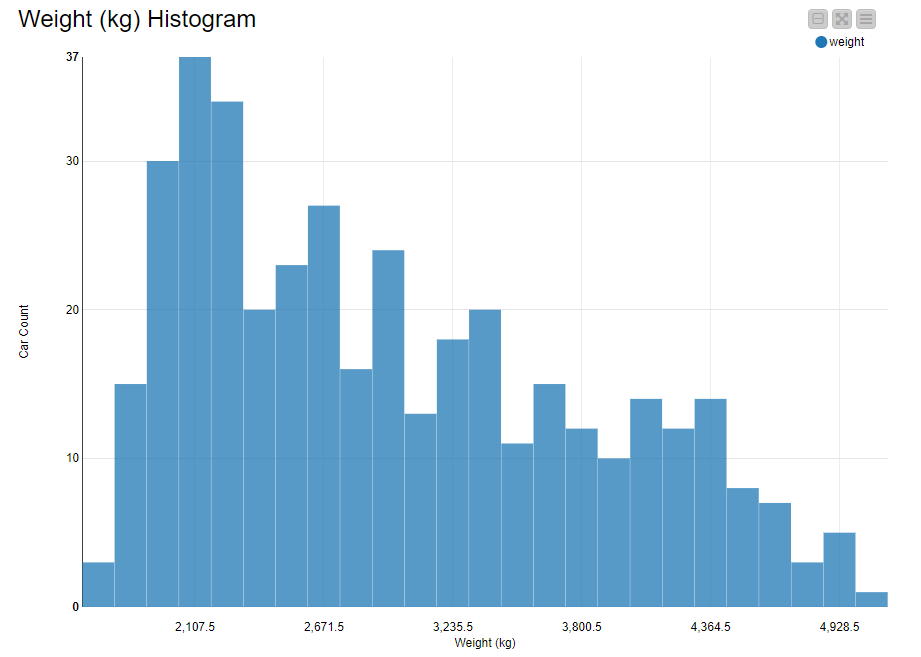 Weight (kg) Histogram
weight
37
30
20
10
0
Car Count
2,107.5 2,671.5 3,235.5 3,800.5 4,364.5 4,928.5
Weight (kg)